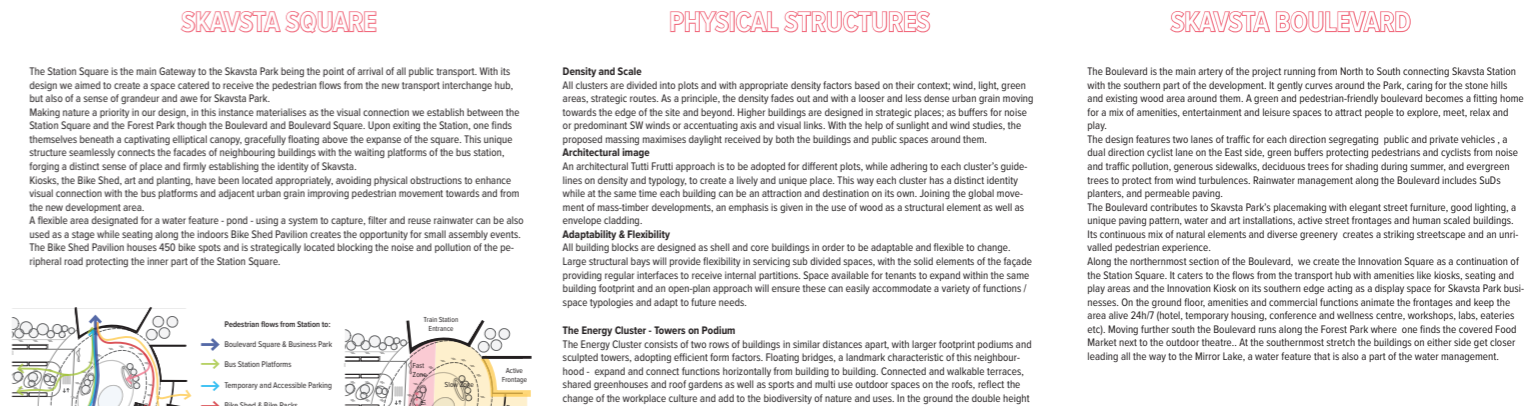 SKAVSTA SQUARE
The Station Square is the main Gateway to the Skavsta Park being the point of arrival of all public transport. With its
design we aimed to create a space catered to receive the pedestrian flows from the new transport interchange hub,
but also of a sense of grandeur and awe for Skavsta Park.
Making nature a priority in our design, in this instance materialises as the visual connection we establish between the
Station Square and the Forest Park though the Boulevard and Boulevard Square. Upon exiting the Station, one finds
themselves beneath a captivating elliptical canopy, gracefully floating above the expanse of the square. This unique
structure seamlessly connects the facades of neighbouring buildings with the waiting platforms of the bus station,
forging a distinct sense of place and firmly establishing the identity of Skavsta.
Kiosks, the Bike Shed, art and planting, have been located appropriately, avoiding physical obstructions to enhance
visual connection with the bus platforms and adjacent urban grain improving pedestrian movement towards and from
the new development area.
A flexible area designated for a water feature - pond - using a system to capture, filter and reuse rainwater can be also
used as a stage while seating along the indoors Bike Shed Pavilion creates the opportunity for small assembly events.
The Bike Shed Pavilion houses 450 bike spots and is strategically located blocking the noise and pollution of the pe-
ripheral road protecting the inner part of the Station Square.
Pedestrian flows from Station to:
Boulevard Square & Business Park
Bus Station Platforms
Temporary and Accessible Parking
Bike Shed & Bike Racks
Train Station
Entrance
Fast
Zone
Slow Zone
Active
Frontage
PHYSICAL STRUCTURES
Density and Scale
All clusters are divided into plots and with appropriate density factors based on their context; wind, light, green
areas, strategic routes. As a principle, the density fades out and with a looser and less dense urban grain moving
towards the edge of the site and beyond. Higher buildings are designed in strategic places; as buffers for noise
or predominant SW winds or accentuating axis and visual links. With the help of sunlight and wind studies, the
proposed massing maximises daylight received by both the buildings and public spaces around them.
Architectural image
An architectural Tutti Frutti approach is to be adopted for different plots, while adhering to each cluster's guide-
lines on density and typology, to create a lively and unique place. This way each cluster has a distinct identity
while at the same time each building can be an attraction and destination on its own. Joining the global move-
ment of mass-timber developments, an emphasis is given in the use of wood as a structural element as well as
envelope cladding.
Adaptability & Flexibility
All building blocks are designed as shell and core buildings in order to be adaptable and flexible to change.
Large structural bays will provide flexibility in servicing sub divided spaces, with the solid elements of the façade
providing regular interfaces to receive internal partitions. Space available for tenants to expand within the same
building footprint and an open-plan approach will ensure these can easily accommodate a variety of functions /
space typologies and adapt to future needs.
The Energy Cluster - Towers on Podium
The Energy Cluster consists of two rows of buildings in similar distances apart, with larger footprint podiums and
sculpted towers, adopting efficient form factors. Floating bridges, a landmark characteristic of this neighbour-
hood - expand and connect functions horizontally from building to building. Connected and walkable terraces,
shared greenhouses and roof gardens as well as sports and multi use outdoor spaces on the roofs, reflect the
change of the workplace culture and add to the biodiversity of nature and uses. In the ground the double height
SKAVSTA BOULEVARD
The Boulevard is the main artery of the project running from North to South connecting Skavsta Station
with the southern part of the development. It gently curves around the Park, caring for the stone hills
and existing wood area around them. A green and pedestrian-friendly boulevard becomes a fitting home
for a mix of amenities, entertainment and leisure spaces to attract people to explore, meet, relax and
play.
The design features two lanes of traffic for each direction segregating public and private vehicles , a
dual direction cyclist lane on the East side, green buffers protecting pedestrians and cyclists from noise
and traffic pollution, generous sidewalks, deciduous trees for shading during summer, and evergreen
trees to protect from wind turbulences. Rainwater management along the Boulevard includes SuDs
planters, and permeable paving.
The Boulevard contributes to Skavsta Park's placemaking with elegant street furniture, good lighting, a
unique paving pattern, water and art installations, active street frontages and human scaled buildings.
Its continuous mix of natural elements and diverse greenery creates a striking streetscape and an unri-
valled pedestrian experience.
Along the northernmost section of the Boulevard, we create the Innovation Square as a continuation of
the Station Square. It caters to the flows from the transport hub with amenities like kiosks, seating and
play areas and the Innovation Kiosk on its southern edge acting as a display space for Skavsta Park busi-
nesses. On the ground floor, amenities and commercial functions animate the frontages and keep the
area alive 24h/7 (hotel, temporary housing, conference and wellness centre, workshops, labs, eateries
etc). Moving further south the Boulevard runs along the Forest Park where one finds the covered Food
Market next to the outdoor theatre.. At the southernmost stretch the buildings on either side get closer
leading all the way to the Mirror Lake, a water feature that is also a part of the water management.